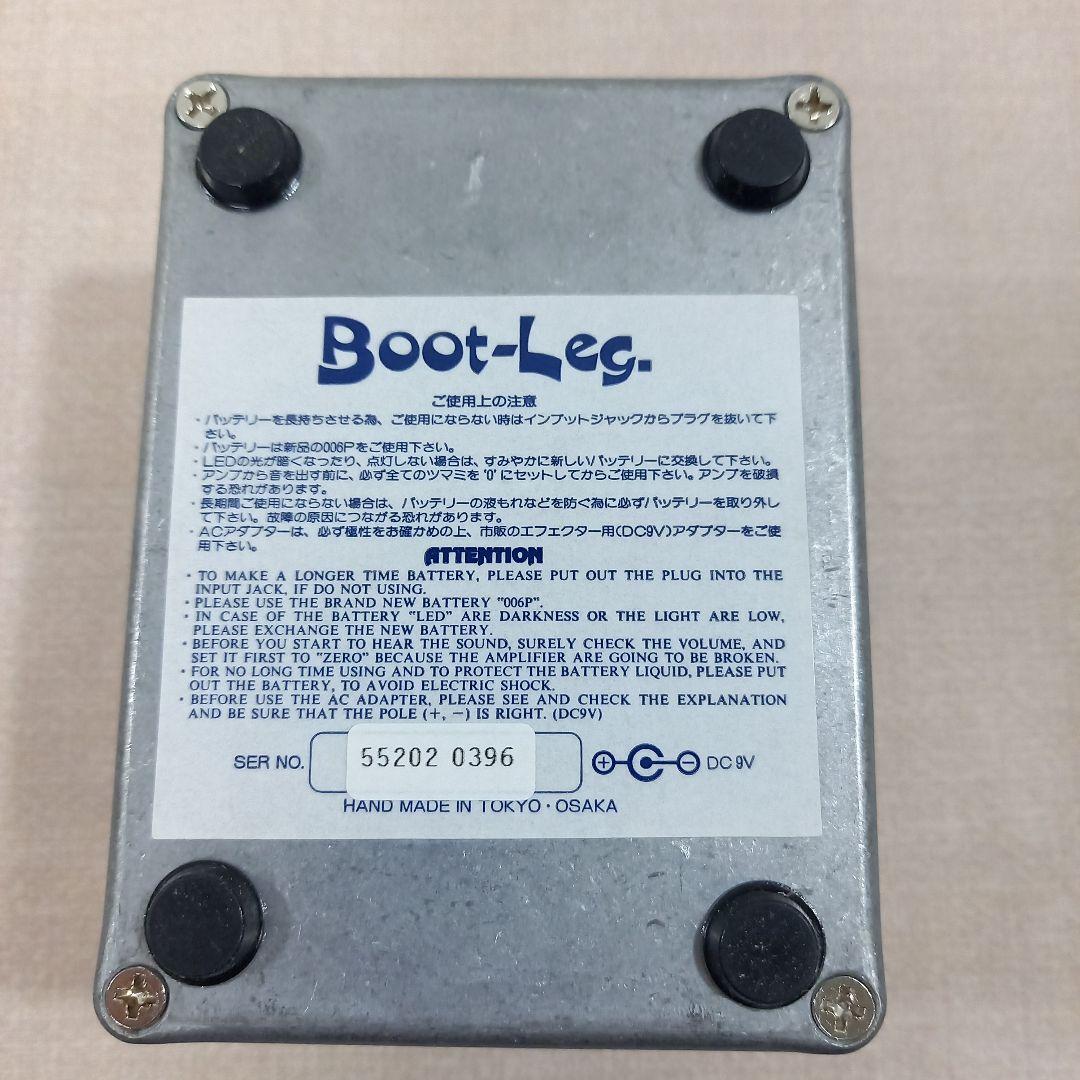 Boot-Leg.
ご使用上の注意
・バッテリーを長持ちさせる為、ご使用にならない時はインプットジャックからプラグを抜いて下
さい。
・バッテリーは新品の006Pをご使用下さい。
・LEDの光が暗くなったり、点灯しない場合は、すみやかに新しいバッテリーに交換して下さい。
・アンプから音を出す前に、必ず全てのツマミを'0'にセットしてからご使用下さい。アンプを破損
する恐れがあります。
・長期間ご使用にならない場合は、バッテリーの液もれなどを防ぐ為に必ずバッテリーを取り外し
て下さい。故障の原因につながる恐れがあります。
・ACアダプターは、必ず極性をお確かめの上、市販のエフェクター用(DC9V)アダプターをご使
用下さい。
ATTENTION
・TO MAKE A LONGER TIME BATTERY, PLEASE PUT OUT THE PLUG INTO THE
INPUT JACK, IF DO NOT USING.
・PLEASE USE THE BRAND NEW BATTERY "006P".
・IN CASE OF THE BATTERY "LED" ARE DARKNESS OR THE LIGHT ARE LOW,
PLEASE EXCHANGE THE NEW BATTERY.
・BEFORE YOU START TO HEAR THE SOUND, SURELY CHECK THE VOLUME, AND
SET IT FIRST TO "ZERO" BECAUSE THE AMPLIFIER ARE GOING TO BE BROKEN.
・FOR NO LONG TIME USING AND TO PROTECT THE BATTERY LIQUID, PLEASE PUT
OUT THE BATTERY, TO AVOID ELECTRIC SHOCK.
・BEFORE USE THE AC ADAPTER, PLEASE SEE AND CHECK THE EXPLANATION
AND BE SURE THAT THE POLE (+, −) IS RIGHT. (DC9V)
SER NO. 55202 0396 + − DC 9V
HAND MADE IN TOKYO・OSAKA